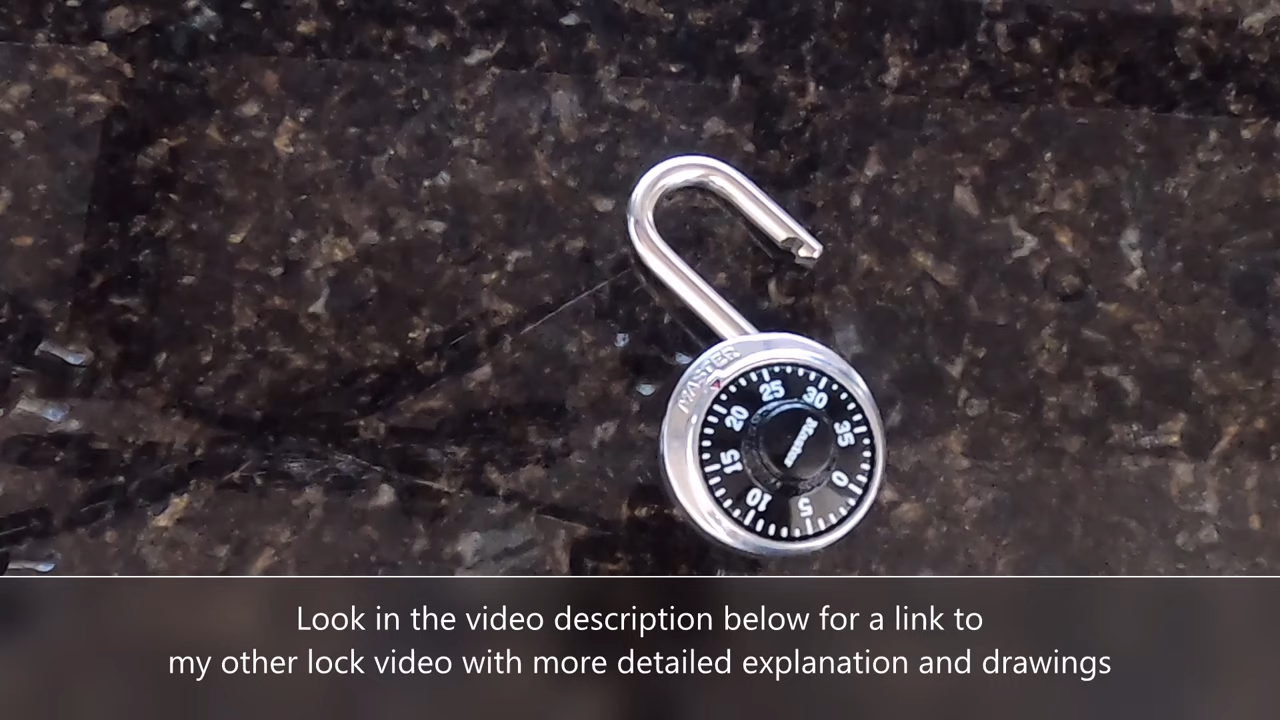 MASTER
25
30
20
35
Master
15
0
10
5
Look in the video description below for a link to
my other lock video with more detailed explanation and drawings